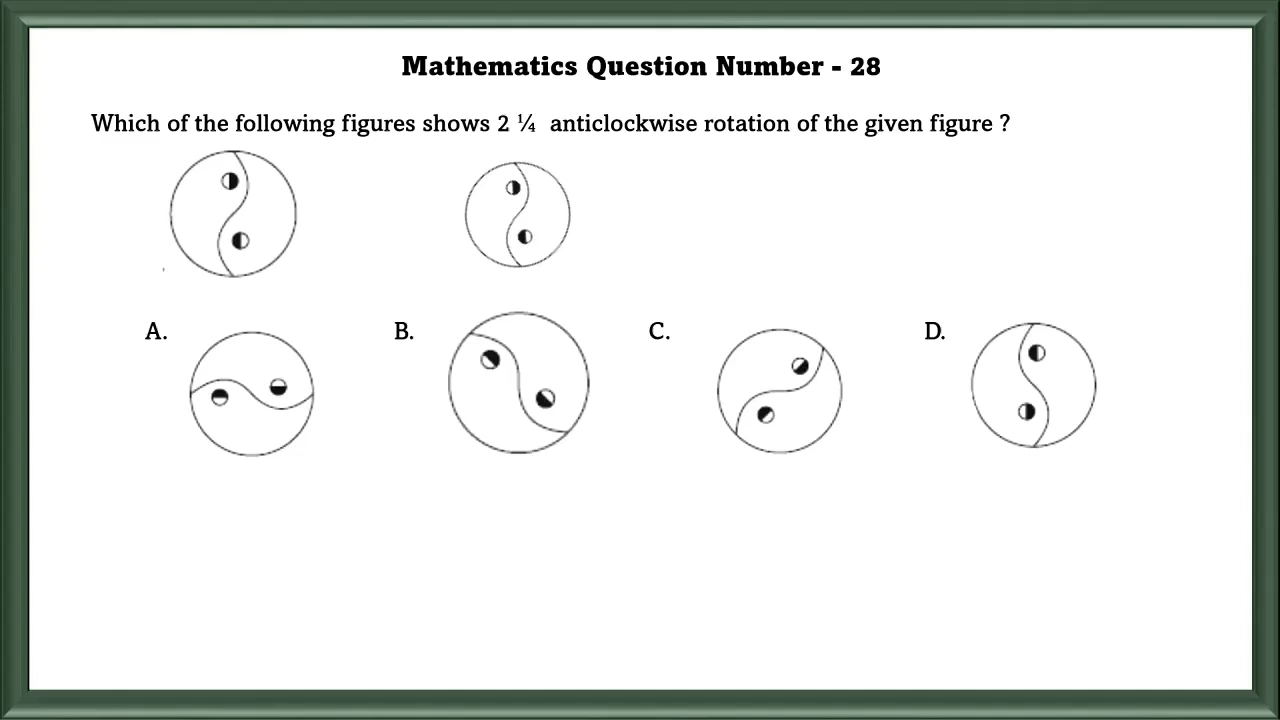 Mathematics Question Number - 28
Which of the following figures shows 2 ¼ anticlockwise rotation of the given figure ?
A. B. C. D.